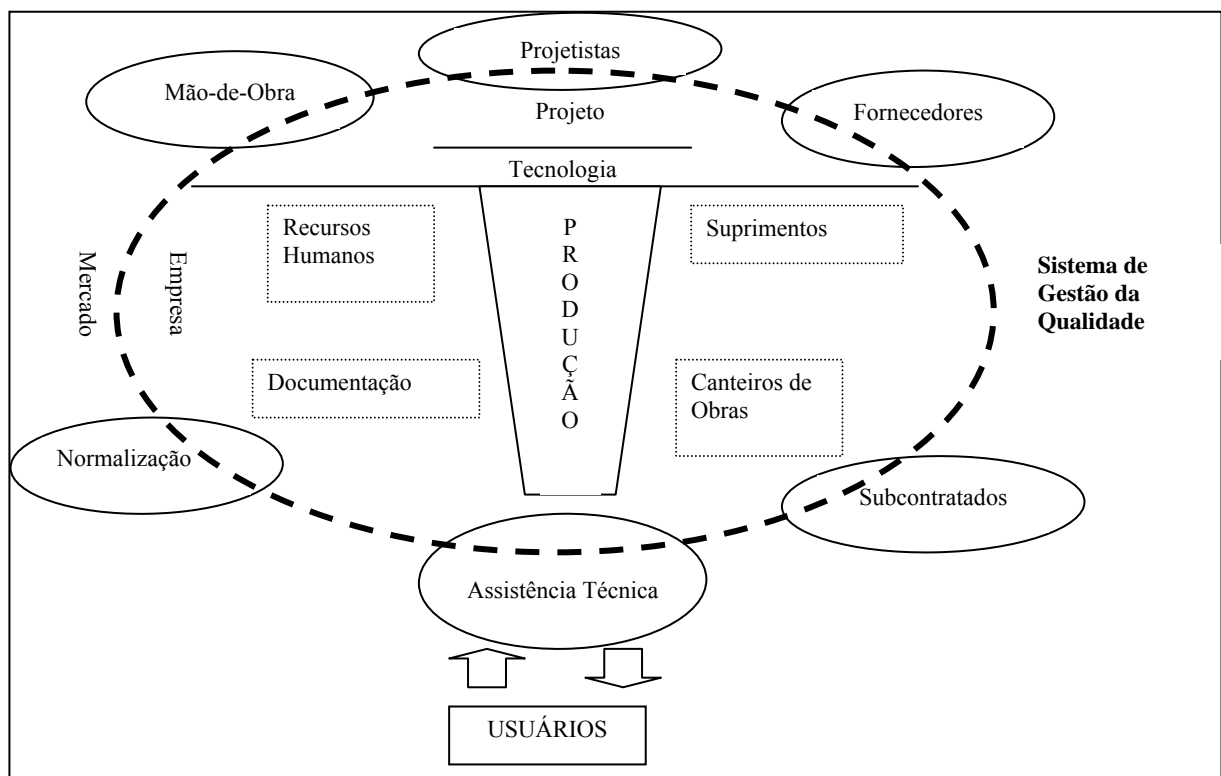 Projetistas
Mão-de-Obra
Fornecedores
Projeto
Tecnologia
Recursos
Humanos
PRODUÇÃO
Suprimentos
Mercado
Empresa
Sistema de
Gestão da
Qualidade
Documentação
Canteiros de
Obras
Normalização
Subcontratados
Assistência Técnica
USUÁRIOS